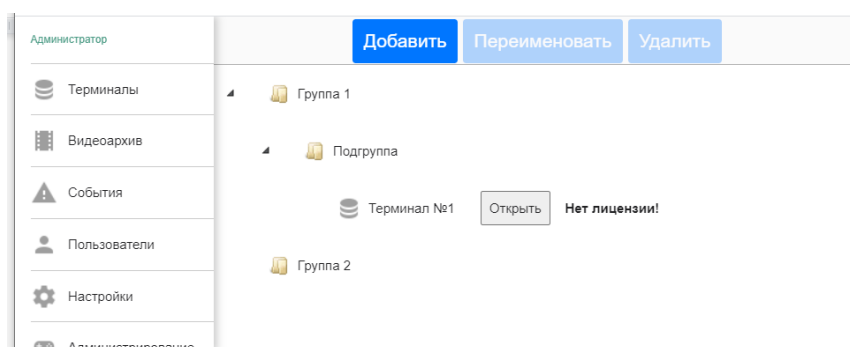 Администратор
Добавить Переименовать Удалить
Терминалы
Группа 1
Видеоархив
Подгруппа
События
Терминал №1 Открыть Нет лицензии!
Пользователи
Группа 2
Настройки
Администрирование